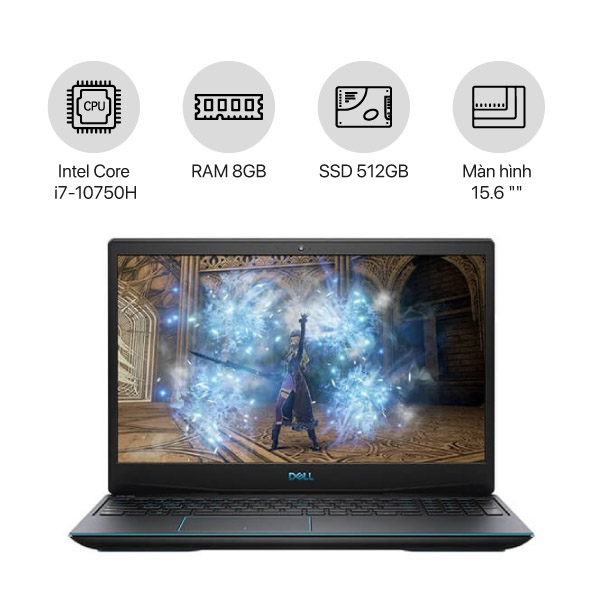 CPU
Intel Core
i7-10750H
RAM 8GB
SSD 512GB
Màn hình
15.6 ""
DELL